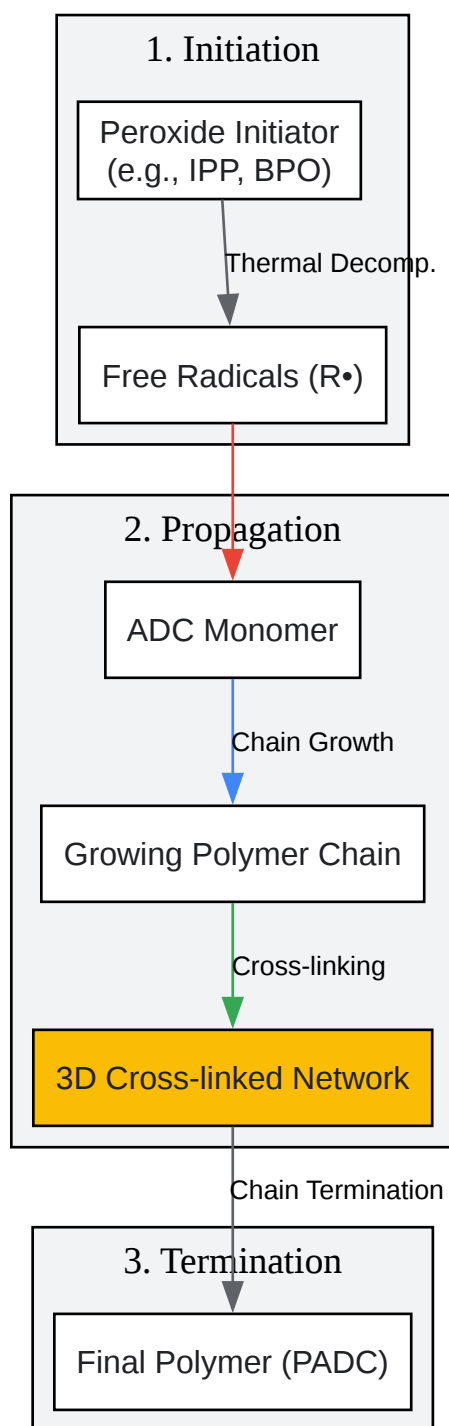 1. Initiation
Peroxide Initiator
(e.g., IPP, BPO)
Thermal Decomp.
Free Radicals (R•)
2. Propagation
ADC Monomer
Chain Growth
Growing Polymer Chain
Cross-linking
3D Cross-linked Network
Chain Termination
3. Termination
Final Polymer (PADC)